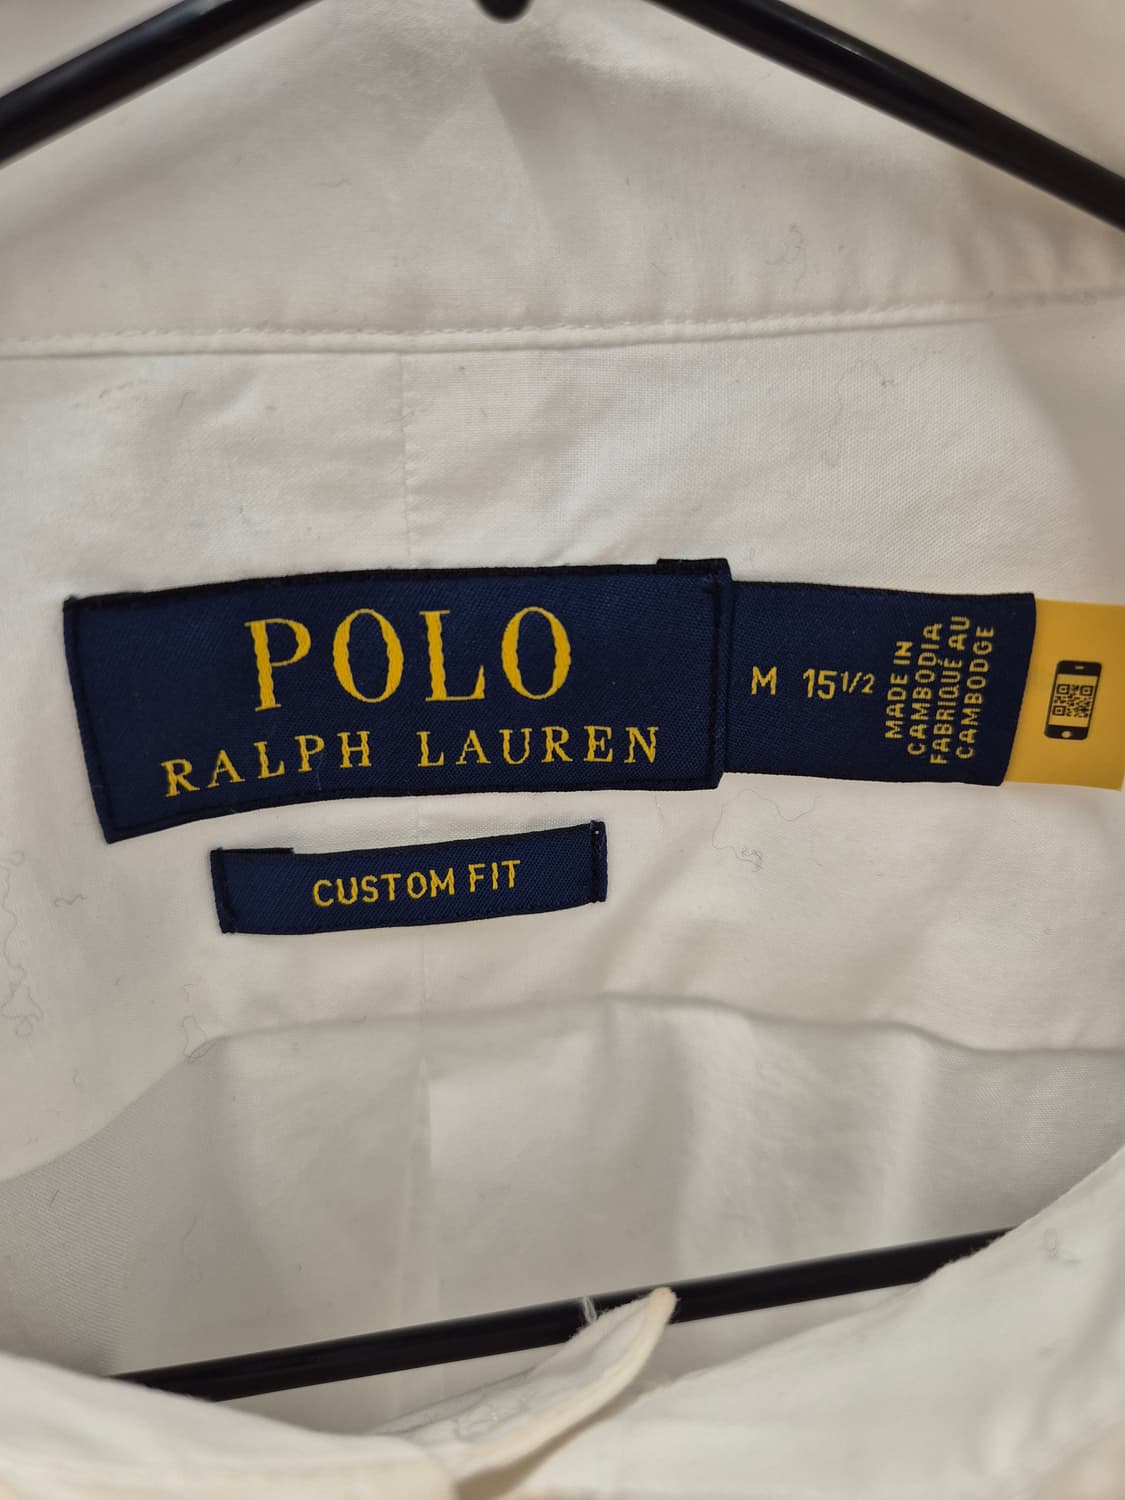 POLO
RALPH LAUREN
M 15 1/2
MADE IN
CAMBODIA
FABRIQUÉ AU
CAMBODGE
CUSTOM FIT